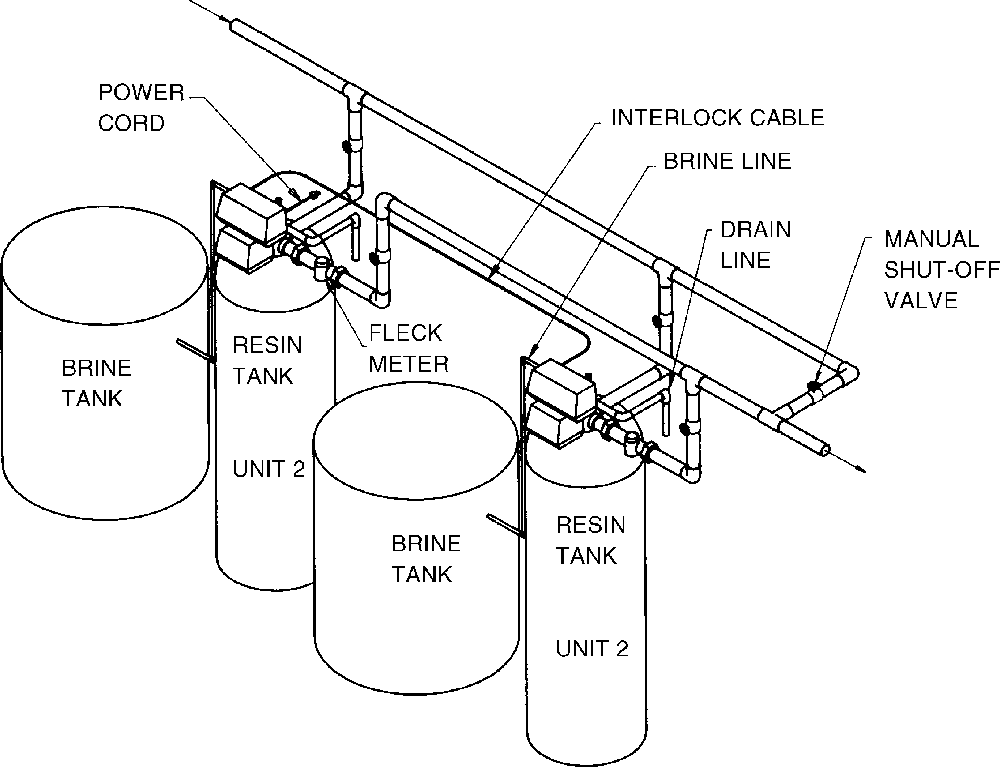 POWER
CORD
INTERLOCK CABLE
BRINE LINE
DRAIN
LINE
MANUAL
SHUT-OFF
VALVE
FLECK
METER
RESIN
TANK
UNIT 2
BRINE
TANK
BRINE
TANK
RESIN
TANK
UNIT 2